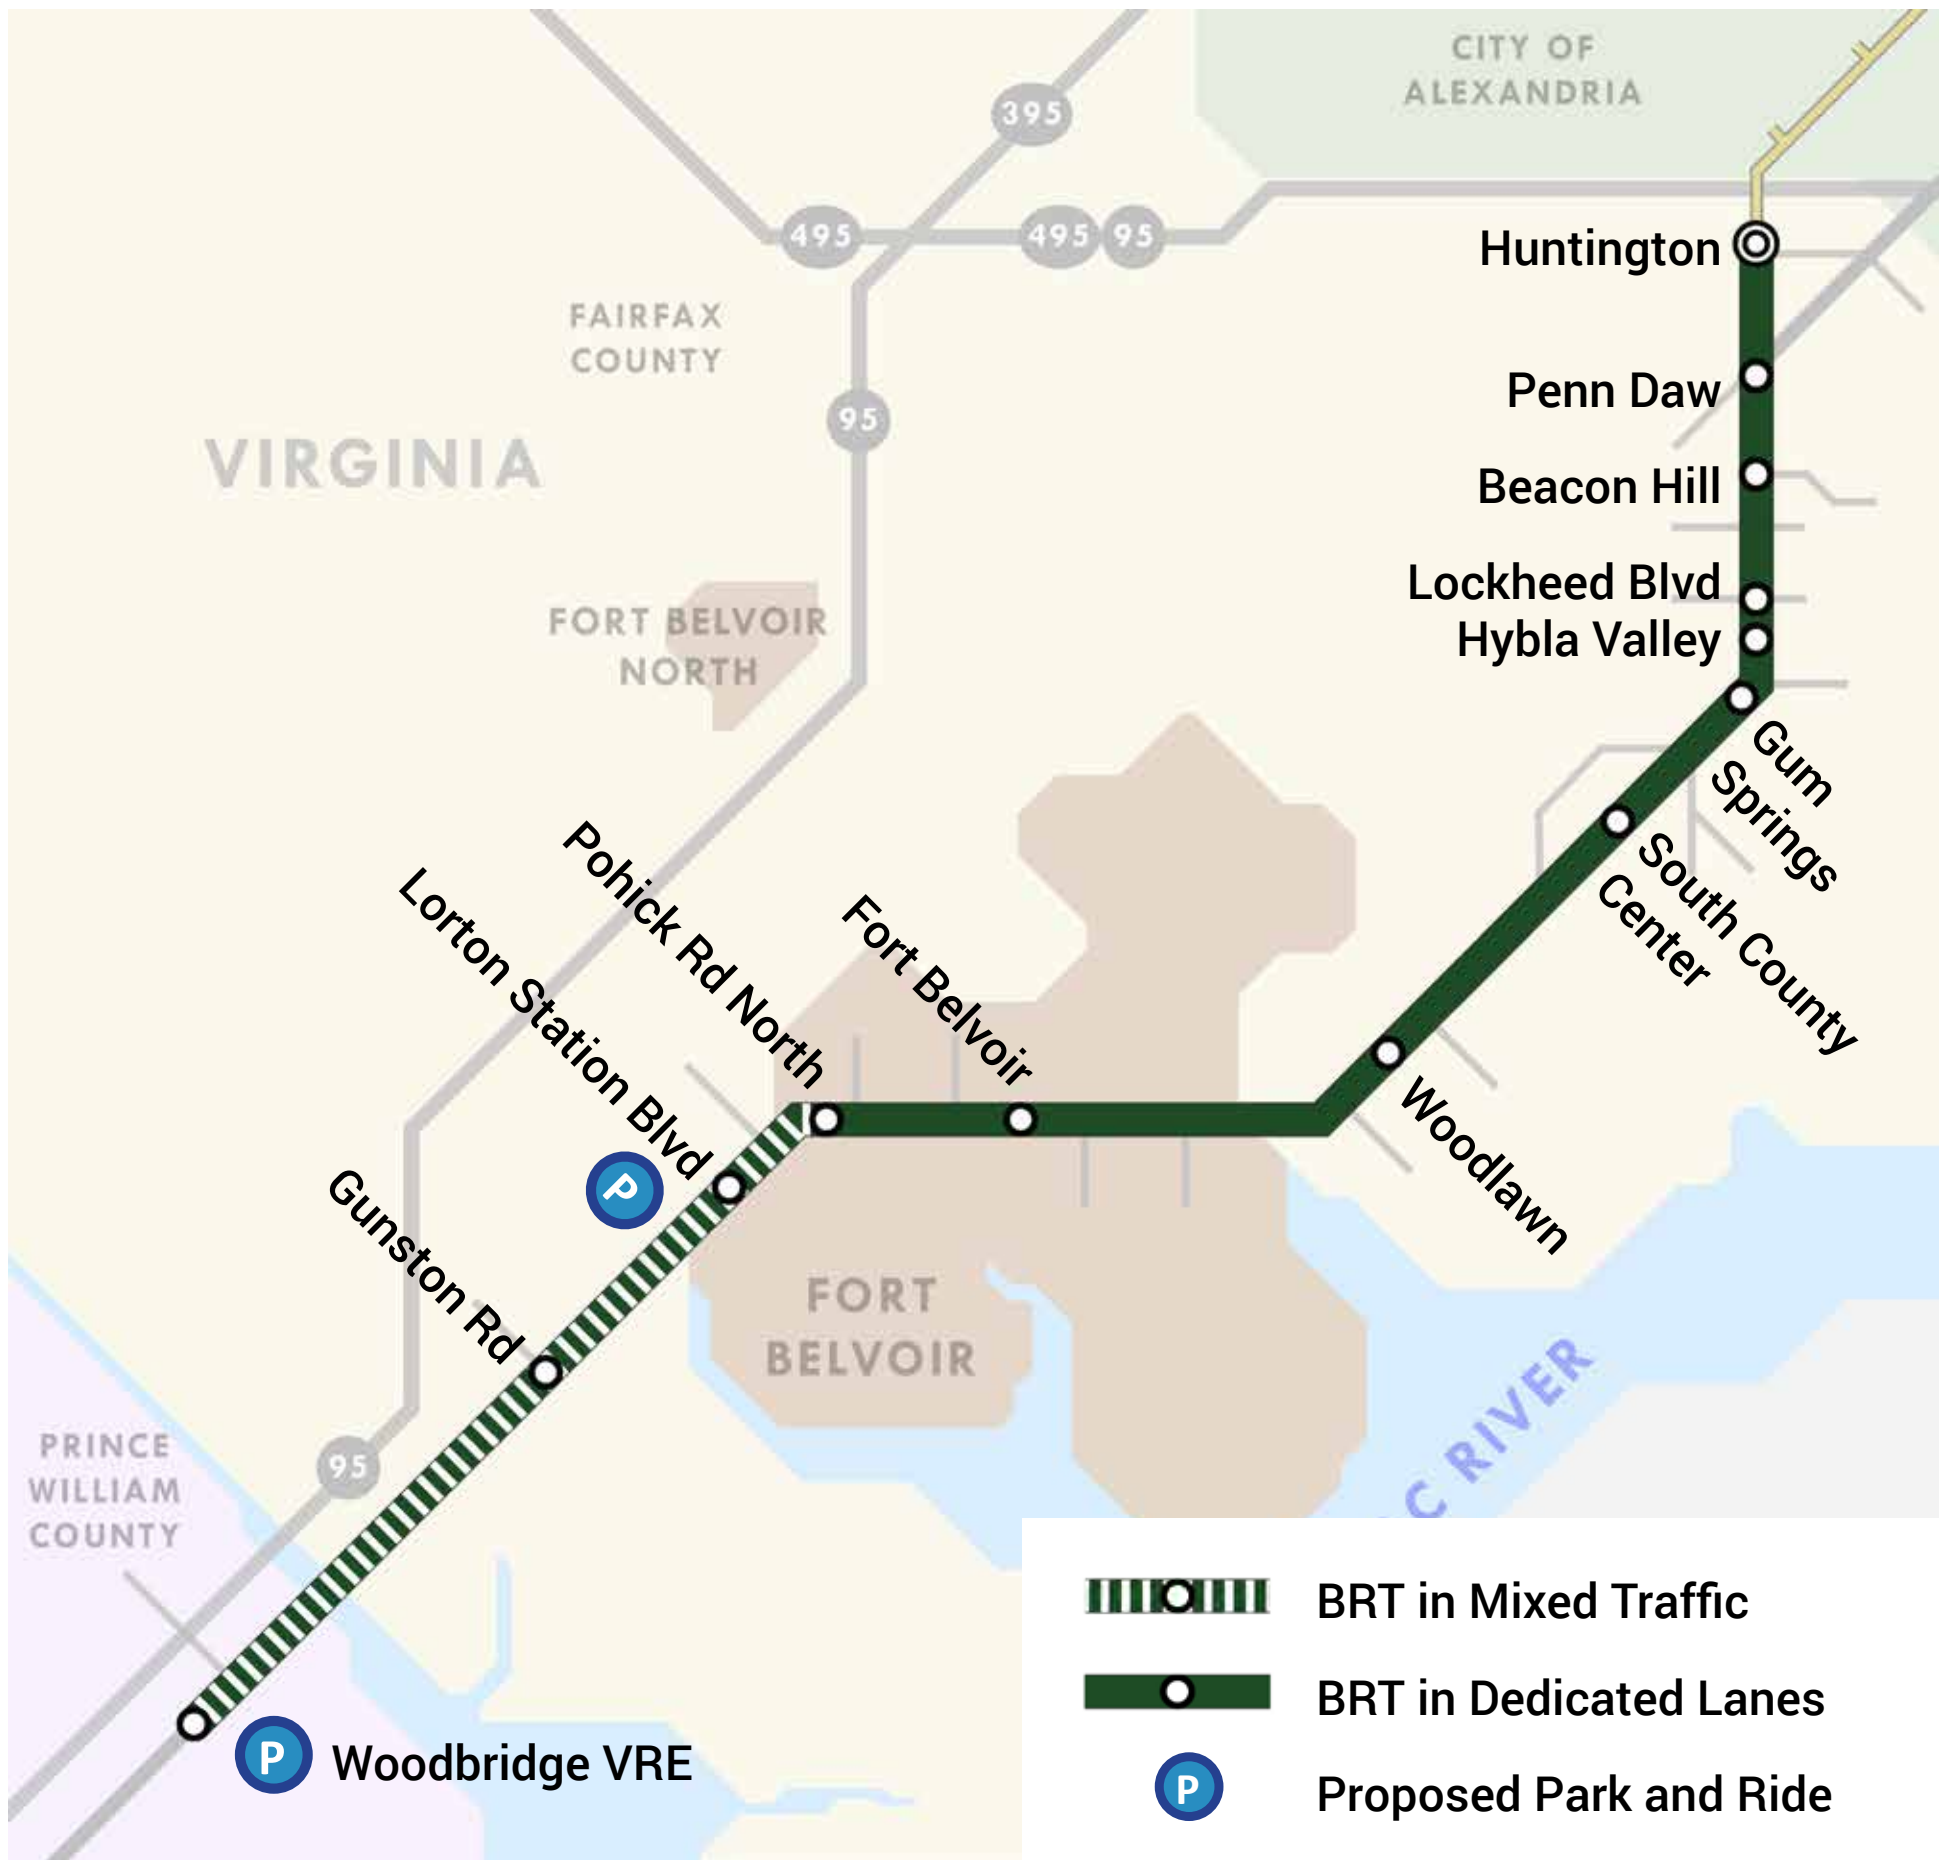 CITY OF
ALEXANDRIA
395
495
495
95
Huntington
FAIRFAX
COUNTY
Penn Daw
95
VIRGINIA
Beacon Hill
Lockheed Blvd
FORT BELVOIR
NORTH
Hybla Valley
Gum
Springs
South County
Center
Pohick Rd North
Lorton Station Blvd
Fort Belvoir
Woodlawn
P
Gunston Rd
FORT
BELVOIR
C RIVER
PRINCE
WILLIAM
COUNTY
95
P
Woodbridge VRE
BRT in Mixed Traffic
BRT in Dedicated Lanes
P
Proposed Park and Ride